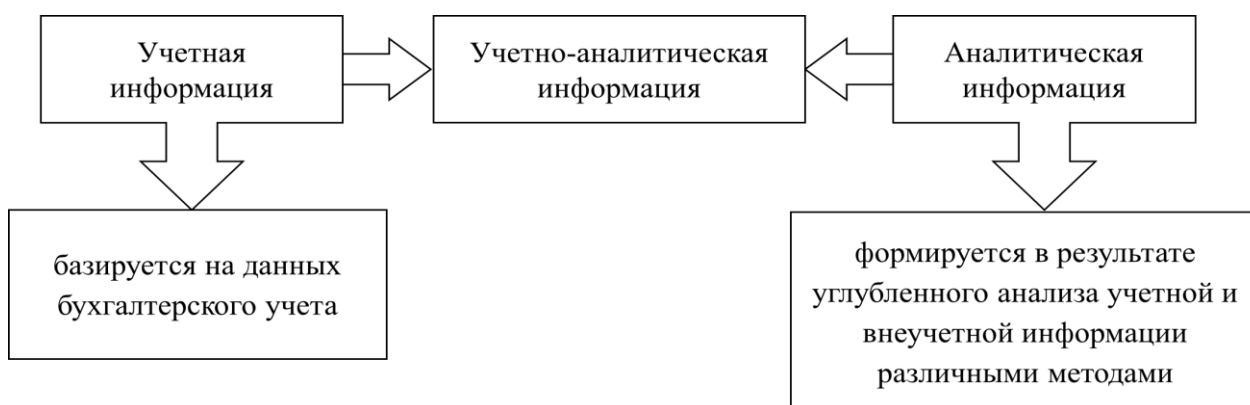 Учетная
информация
Учетно-аналитическая
информация
Аналитическая
информация
базируется на данных
бухгалтерского учета
формируется в результате
углубленного анализа учетной и
внеучетной информации
различными методами